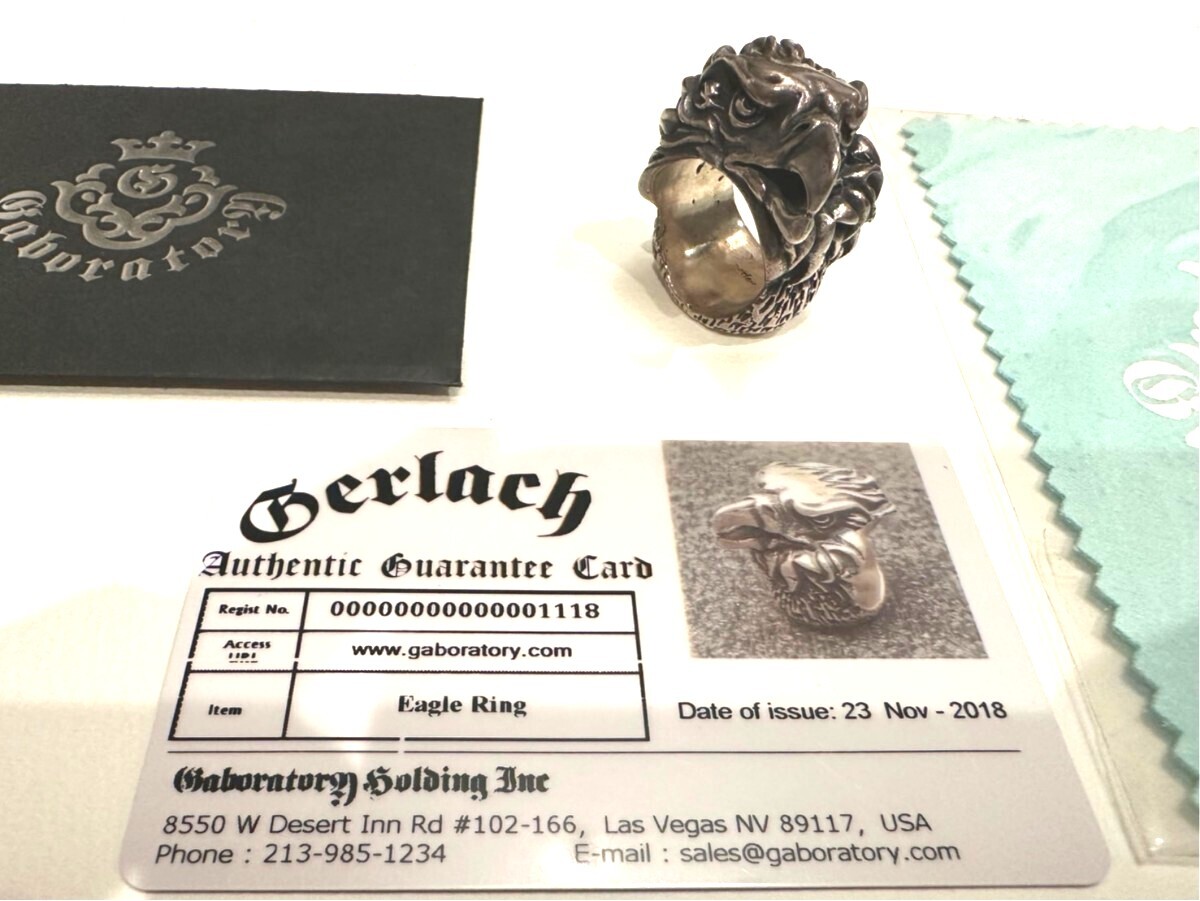 Gaboratory
Gerlach
Authentic Guarantee Card
Regist No. 00000000000001118
Access URL www.gaboratory.com
Item Eagle Ring
Date of issue: 23 Nov - 2018
Gaboratory Holding Inc
8550 W Desert Inn Rd #102-166, Las Vegas NV 89117, USA
Phone : 213-985-1234 E-mail : sales@gaboratory.com